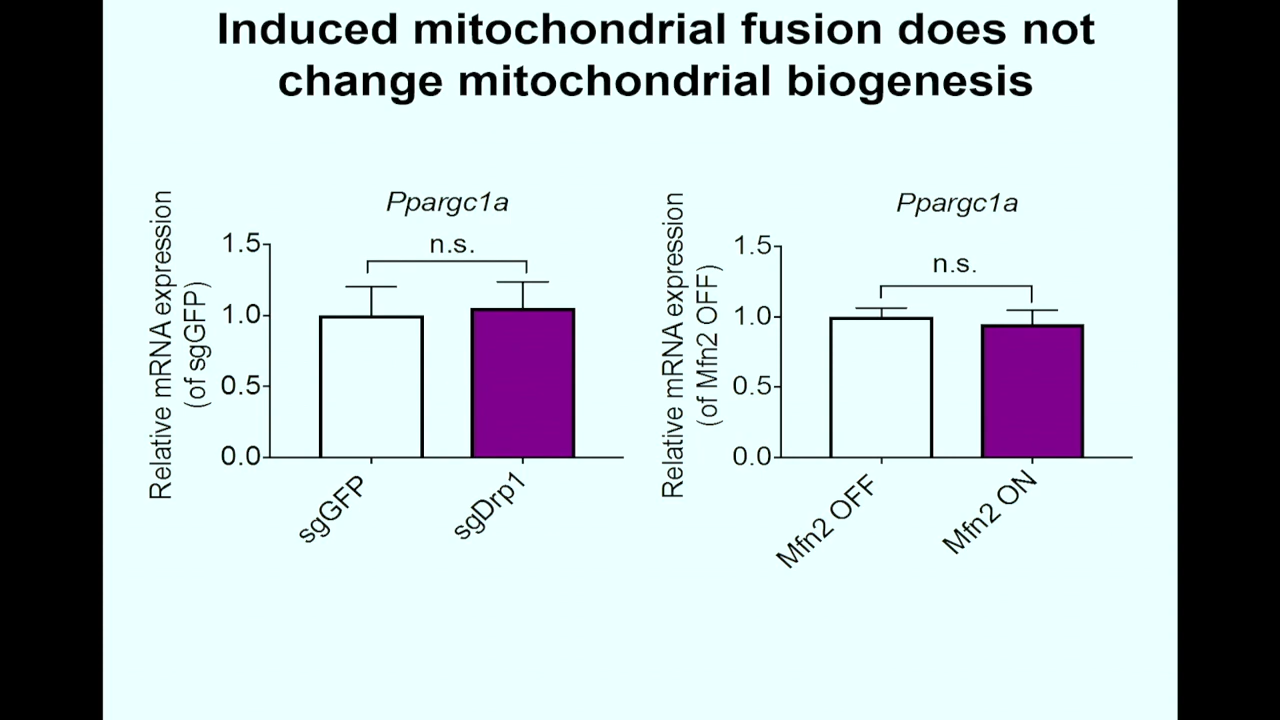 Induced mitochondrial fusion does not
change mitochondrial biogenesis
Ppargc1a
Relative mRNA expression
(of sgGFP)
1.5
1.0
0.5
0.0
n.s.
sgGFP
sgDrp1
Ppargc1a
Relative mRNA expression
(of Mfn2 OFF)
1.5
1.0
0.5
0.0
n.s.
Mfn2 OFF
Mfn2 ON